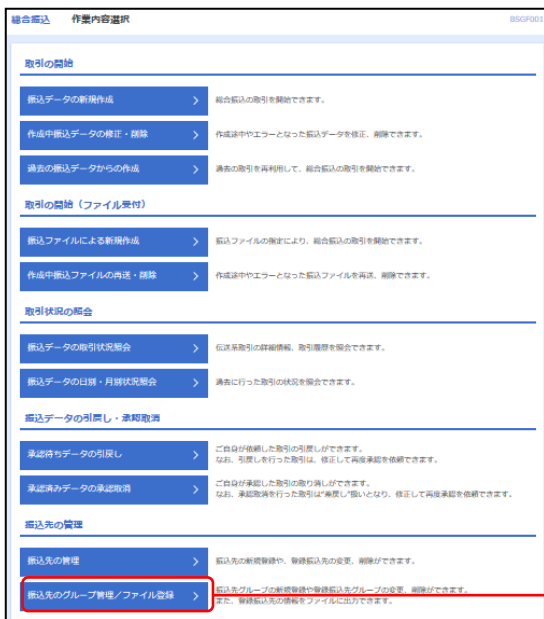 総合振込 作業内容選択 BSGF001
取引の開始
振込データの新規作成
総合振込の取引を開始できます。
作成中振込データの修正・削除
作成途中やエラーとなった振込データを修正、削除できます。
過去の振込データからの作成
過去の取引を再利用して、総合振込の取引を開始できます。
取引の開始（ファイル受付）
振込ファイルによる新規作成
振込ファイルの指定により、総合振込の取引を開始できます。
作成中振込ファイルの再送・削除
作成途中やエラーとなった振込ファイルを再送、削除できます。
取引状況の照会
振込データの取引状況照会
伝送系取引の詳細情報、取引履歴を照会できます。
振込データの日別・月別状況照会
過去に行った取引の状況を照会できます。
振込データの引戻し・承認取消
承認待ちデータの引戻し
ご自身が依頼した取引の引戻しができます。
なお、引戻しを行った取引は、修正して再度承認を依頼できます。
承認済みデータの承認取消
ご自身が承認した取引の取り消しができます。
なお、承認取消を行った取引は“差戻し”扱いとなり、修正して再度承認を依頼できます。
振込先の管理
振込先の管理
振込先の新規登録や、登録振込先の変更、削除ができます。
振込先のグループ管理／ファイル登録
振込先グループの新規登録や登録振込先グループの変更、削除ができます。
また、登録振込先の情報をファイルに出力できます。